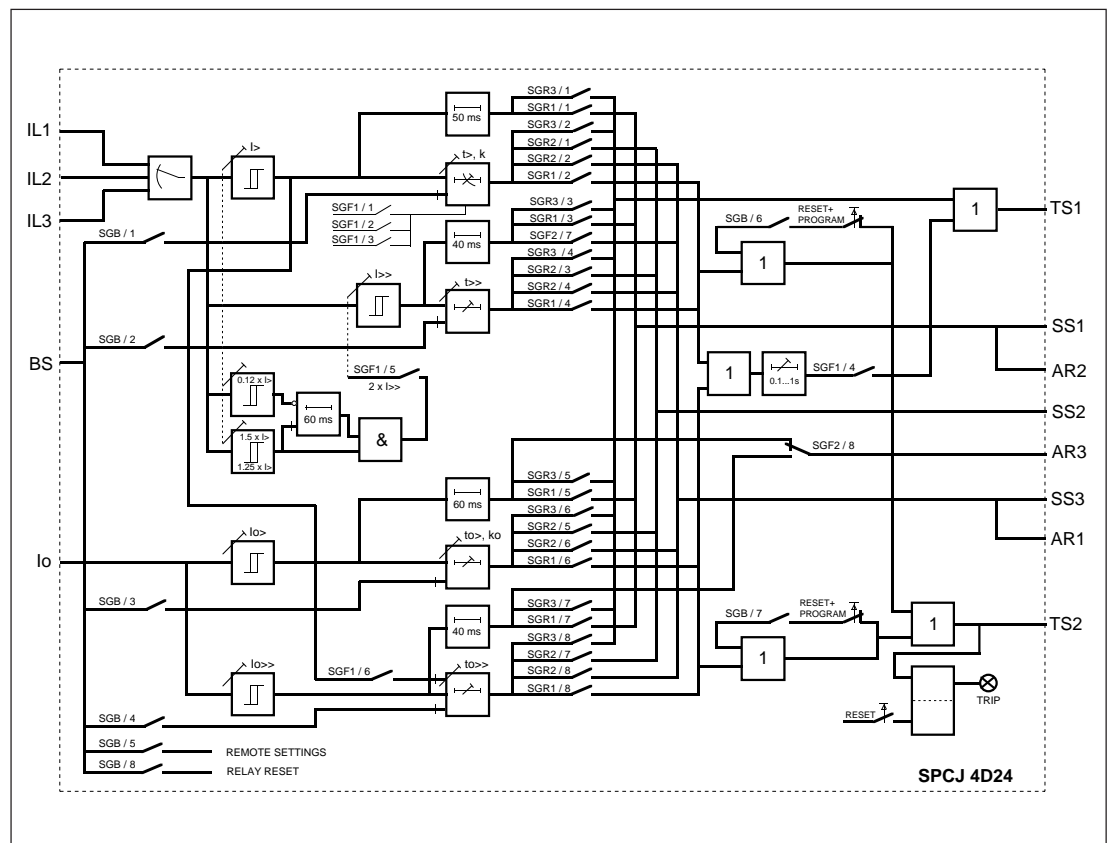 IL1
IL2
IL3
BS
Io
SGB / 1
SGB / 2
SGB / 3
SGB / 4
SGB / 5
REMOTE SETTINGS
SGB / 8
RELAY RESET
I>
I>>
0.12 x I>
1.5 x I>
1.25 x I>
60 ms
&
SGF1 / 5
2 x I>>
Io>
Io>>
SGF1 / 6
50 ms
t>, k
SGF1 / 1
SGF1 / 2
SGF1 / 3
40 ms
t>>
60 ms
to>, ko
40 ms
to>>
SGR3 / 1
SGR1 / 1
SGR3 / 2
SGR2 / 1
SGR2 / 2
SGR1 / 2
SGR3 / 3
SGR1 / 3
SGF2 / 7
SGR3 / 4
SGR2 / 3
SGR2 / 4
SGR1 / 4
SGR3 / 5
SGR1 / 5
SGR3 / 6
SGR2 / 5
SGR2 / 6
SGR1 / 6
SGR3 / 7
SGR1 / 7
SGR3 / 8
SGR2 / 7
SGR2 / 8
SGR1 / 8
SGB / 6
RESET+
PROGRAM
1
1
1
0.1...1s
SGF1 / 4
SGF2 / 8
SGB / 7
RESET+
PROGRAM
1
1
RESET
TRIP
TS1
SS1
AR2
SS2
AR3
SS3
AR1
TS2
SPCJ 4D24